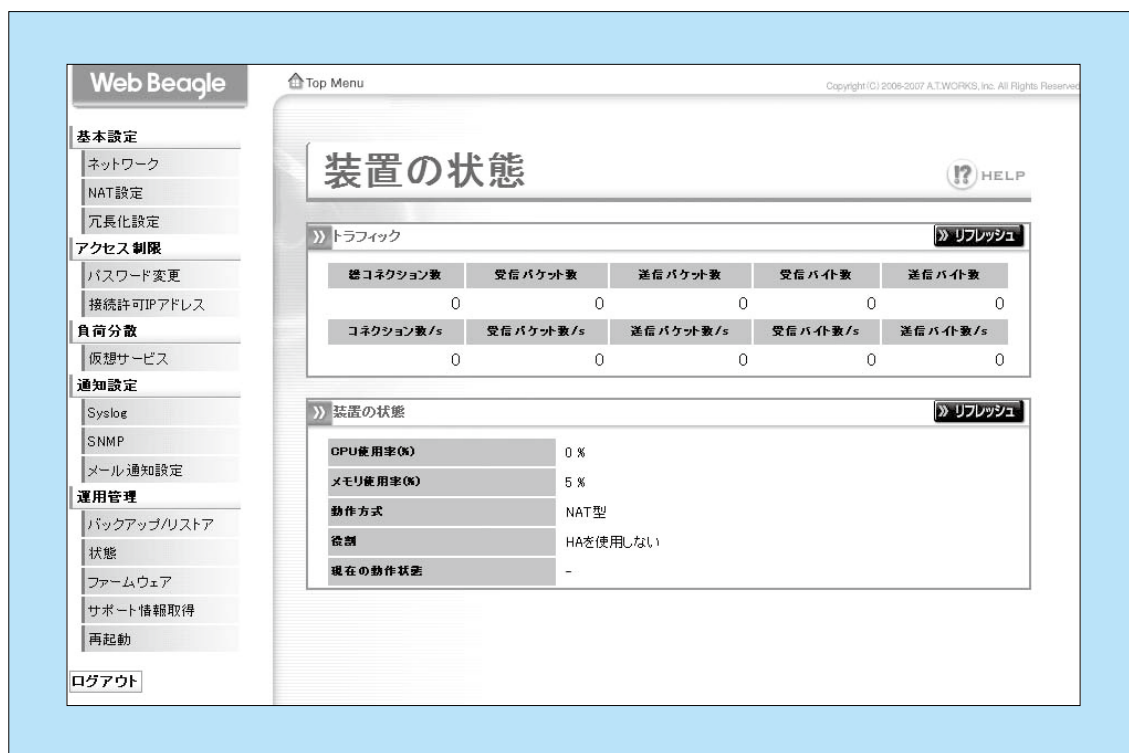 Web Beagle
Top Menu
Copyright(C) 2006-2007 A.T.WORKS, Inc. All Rights Reserved
基本設定
ネットワーク
NAT設定
冗長化設定
アクセス制限
パスワード変更
接続許可IPアドレス
負荷分散
仮想サービス
通知設定
Syslog
SNMP
メール通知設定
運用管理
バックアップ/リストア
状態
ファームウェア
サポート情報取得
再起動
ログアウト
装置の状態
!? HELP
トラフィック
リフレッシュ
総コネクション数 受信パケット数 送信パケット数 受信バイト数 送信バイト数
0 0 0 0 0
コネクション数/s 受信パケット数/s 送信パケット数/s 受信バイト数/s 送信バイト数/s
0 0 0 0 0
装置の状態
リフレッシュ
CPU使用率(%) 0 %
メモリ使用率(%) 5 %
動作方式 NAT型
役割 HAを使用しない
現在の動作状態 -